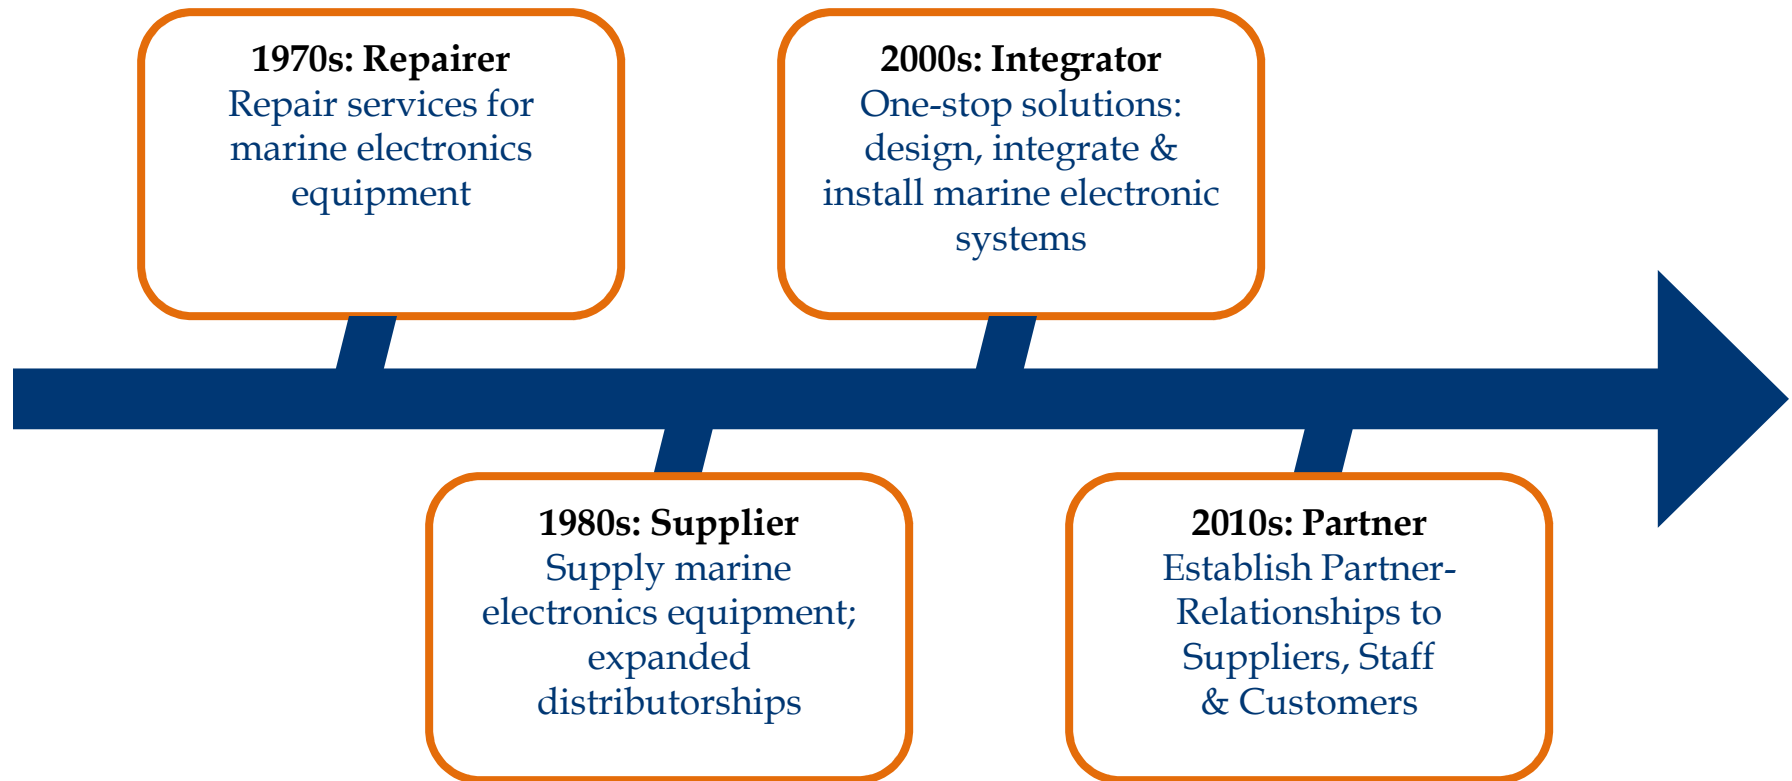 1970s: Repairer
Repair services for
marine electronics
equipment
2000s: Integrator
One-stop solutions:
design, integrate &
install marine electronic
systems
1980s: Supplier
Supply marine
electronics equipment;
expanded
distributorships
2010s: Partner
Establish Partner-
Relationships to
Suppliers, Staff
& Customers